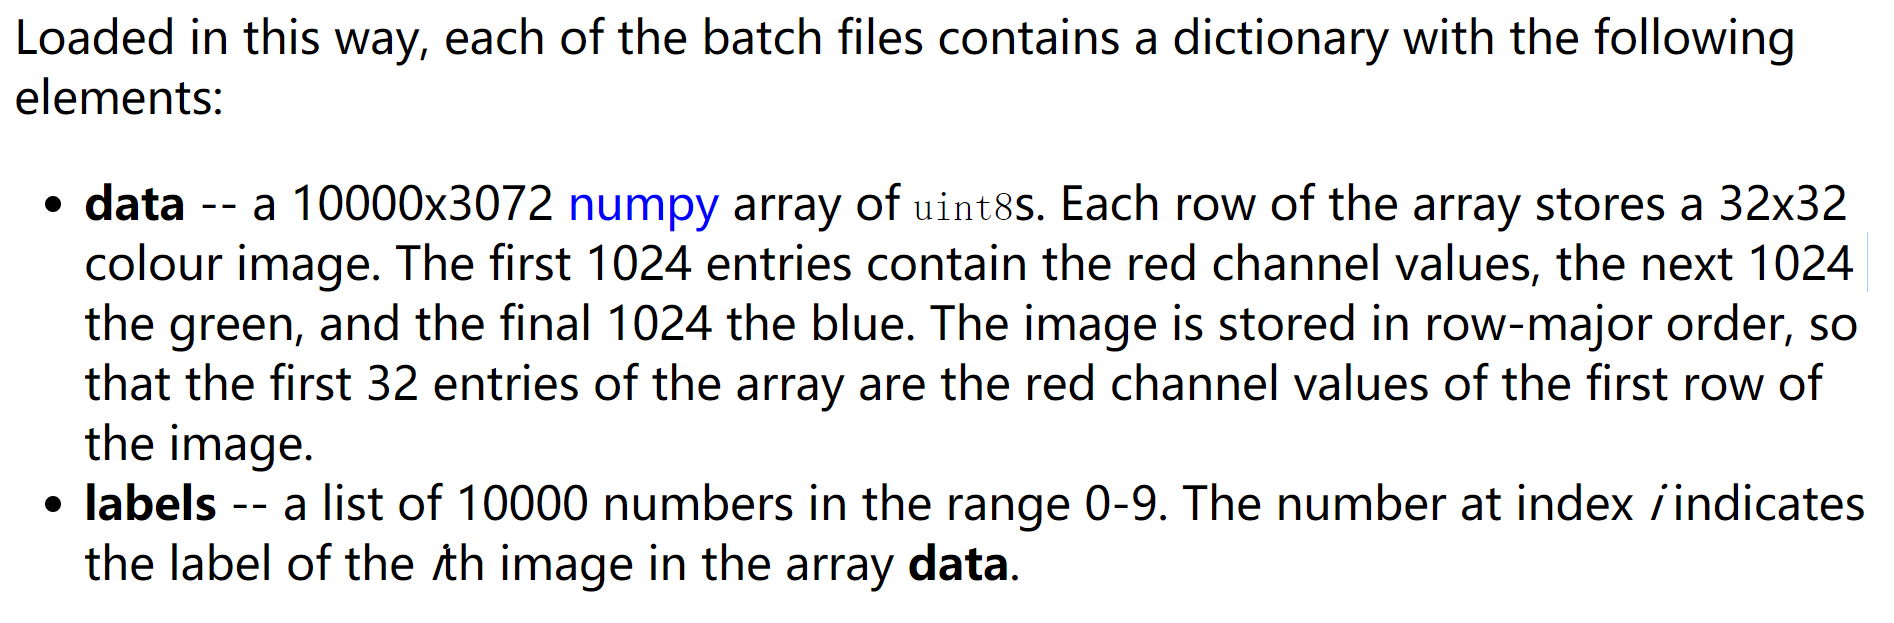 Loaded in this way, each of the batch files contains a dictionary with the following
elements:
• data -- a 10000x3072 numpy array of uint8s. Each row of the array stores a 32x32
colour image. The first 1024 entries contain the red channel values, the next 1024
the green, and the final 1024 the blue. The image is stored in row-major order, so
that the first 32 entries of the array are the red channel values of the first row of
the image.
• labels -- a list of 10000 numbers in the range 0-9. The number at index i indicates
the label of the ith image in the array data.